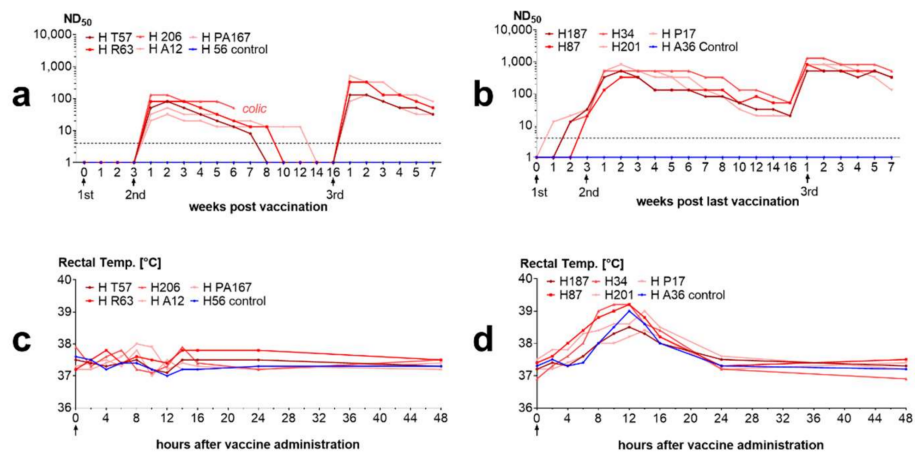 a
ND50
H T57 H 206 H PA167
H R63 H A12 H 56 control
1,000
100
10
1
colic
0 1 2 3 1 2 3 4 5 6 7 8 9 10 12 14 16 1 2 3 4 5 7
1st 2nd 3rd
weeks post vaccination
b
ND50
H187 H34 H P17
H87 H201 H A36 Control
10,000
1,000
100
10
1
0 1 2 3 1 2 3 4 5 6 7 8 10 12 14 16 1 2 3 4 5 7
1st 2nd 3rd
weeks post last vaccination
c
Rectal Temp. [°C]
H T57 H206 H PA167
H R63 H A12 H56 control
40
39
38
37
36
0 4 8 12 16 20 24 28 32 36 40 44 48
hours after vaccine administration
d
Rectal Temp. [°C]
H187 H34 H P17
H87 H201 H A36 control
40
39
38
37
36
0 4 8 12 16 20 24 28 32 36 40 44 48
hours after vaccine administration